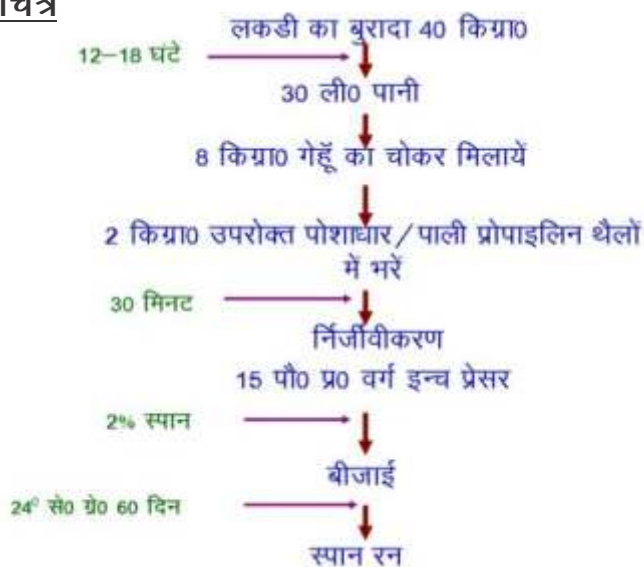 चित्र
लकडी का बुरादा 40 किग्रा0
12–18 घंटे
30 ली0 पानी
8 किग्रा0 गेहूँ का चोकर मिलायें
2 किग्रा0 उपरोक्त पोशाधार/पाली प्रोपाइलिन थैलों
में भरें
30 मिनट
र्निजीवीकरण
15 पौ0 प्र0 वर्ग इन्च प्रेसर
2% स्पान
बीजाई
24⁰ से0 ग्रे0 60 दिन
स्पान रन